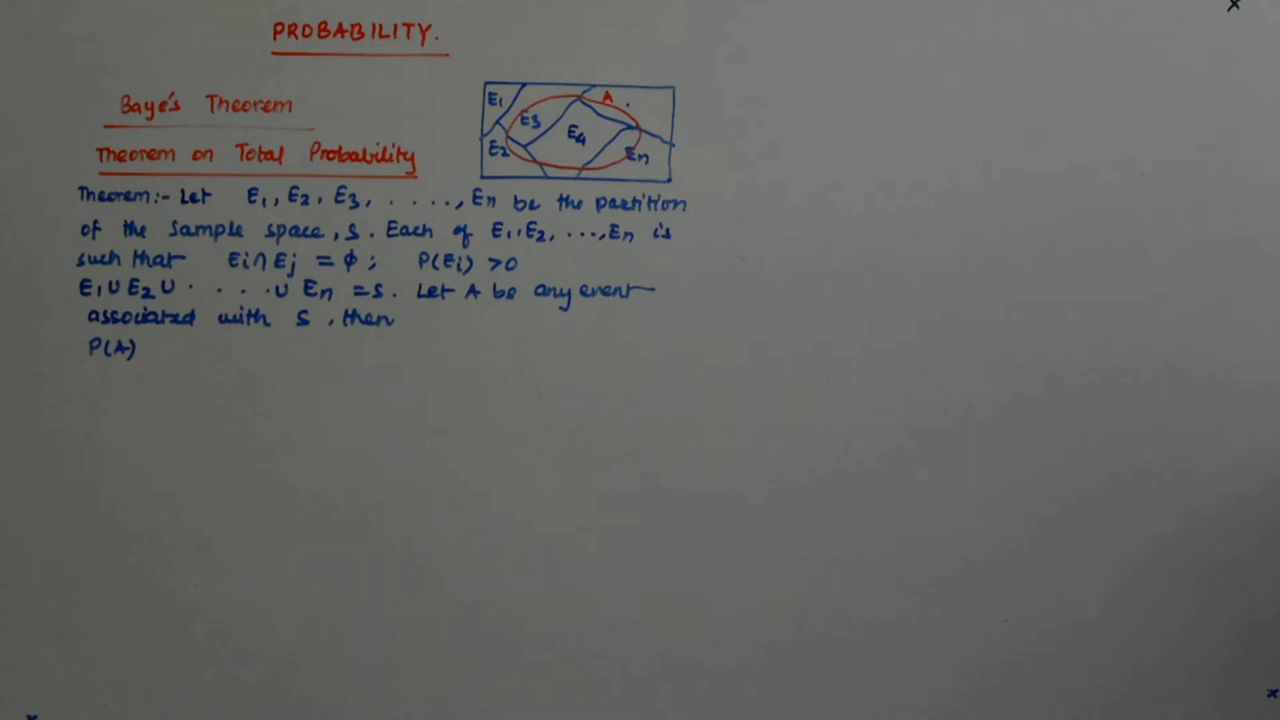 PROBABILITY.
Baye's Theorem
Theorem on Total Probability
E1 E2 E3 E4 En A
Theorem:- Let E1, E2, E3, . . . . ., En be the partition
of the sample space, S. Each of E1, E2, ..., En is
such that Ei ∩ Ej = ϕ ; P(Ei) >0
E1 ∪ E2 ∪ . . . . ∪ En = S. Let A be any event
associated with S, then
P(A)